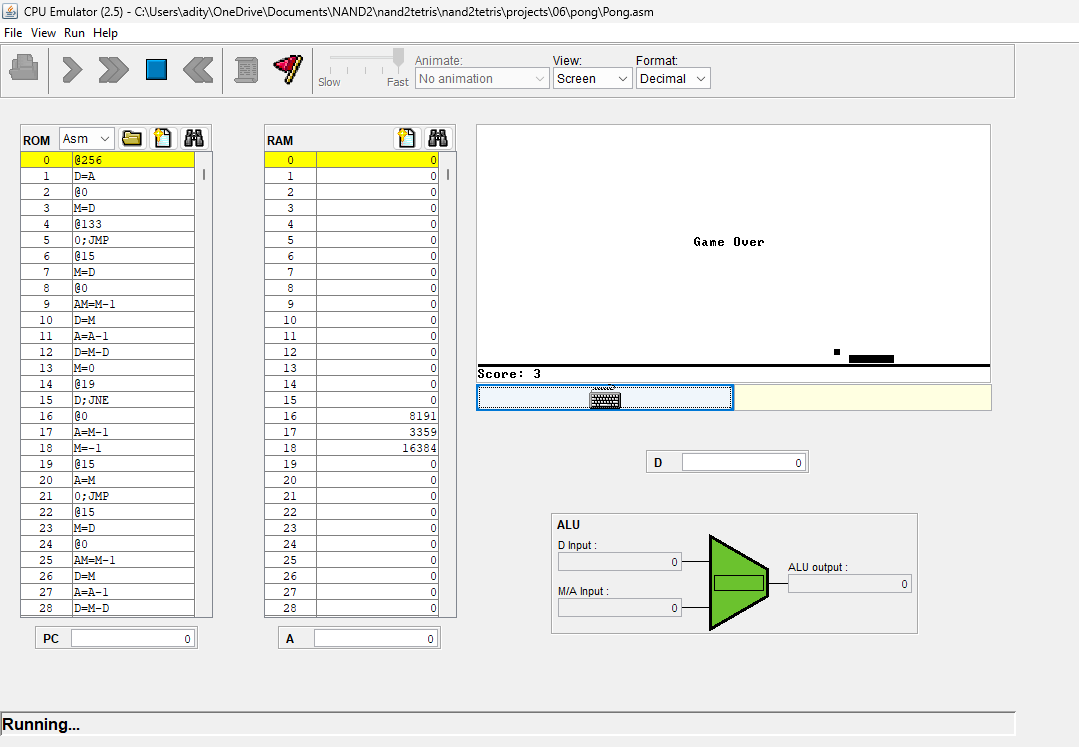 CPU Emulator (2.5) - C:\Users\adity\OneDrive\Documents\NAND2\nand2tetris\nand2tetris\projects\06\pong\Pong.asm
File View Run Help
Slow Fast
Animate:
No animation
View:
Screen
Format:
Decimal
ROM Asm
0 @256
1 D=A
2 @0
3 M=D
4 @133
5 0;JMP
6 @15
7 M=D
8 @0
9 AM=M-1
10 D=M
11 A=A-1
12 D=M-D
13 M=0
14 @19
15 D;JNE
16 @0
17 A=M-1
18 M=-1
19 @15
20 A=M
21 0;JMP
22 @15
23 M=D
24 @0
25 AM=M-1
26 D=M
27 A=A-1
28 D=M-D
PC 0
RAM
0 0
1 0
2 0
3 0
4 0
5 0
6 0
7 0
8 0
9 0
10 0
11 0
12 0
13 0
14 0
15 0
16 8191
17 3359
18 16384
19 0
20 0
21 0
22 0
23 0
24 0
25 0
26 0
27 0
28 0
A 0
Game Over
Score: 3
D 0
ALU
D Input :
0
M/A Input :
0
ALU output :
0
Running...